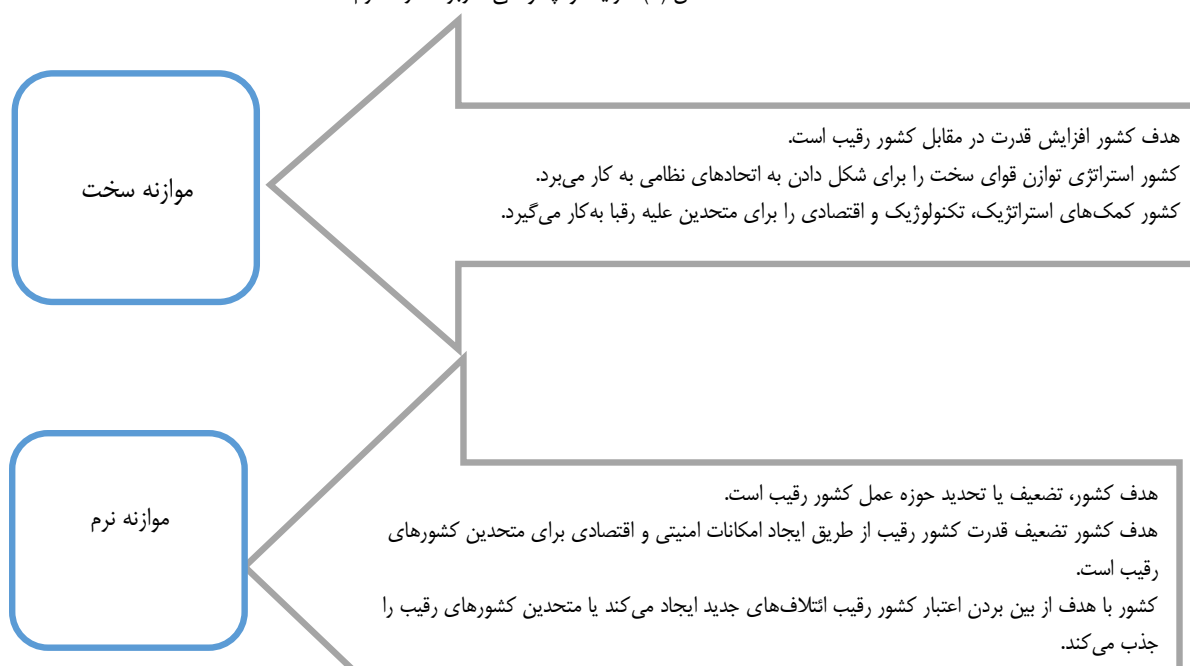 موازنه سخت
هدف کشور افزایش قدرت در مقابل کشور رقیب است.
کشور استراتژی توازن قوای سخت را برای شکل دادن به اتحادهای نظامی به کار می‌برد.
کشور کمک‌های استراتژیک، تکنولوژیک و اقتصادی را برای متحدین علیه رقبا به‌کار می‌گیرد.
موازنه نرم
هدف کشور، تضعیف یا تحدید حوزه عمل کشور رقیب است.
هدف کشور تضعیف قدرت کشور رقیب از طریق ایجاد امکانات امنیتی و اقتصادی برای متحدین کشورهای
رقیب است.
کشور با هدف از بین بردن اعتبار کشور رقیب ائتلاف‌های جدید ایجاد می‌کند یا متحدین کشورهای رقیب را
جذب می‌کند.